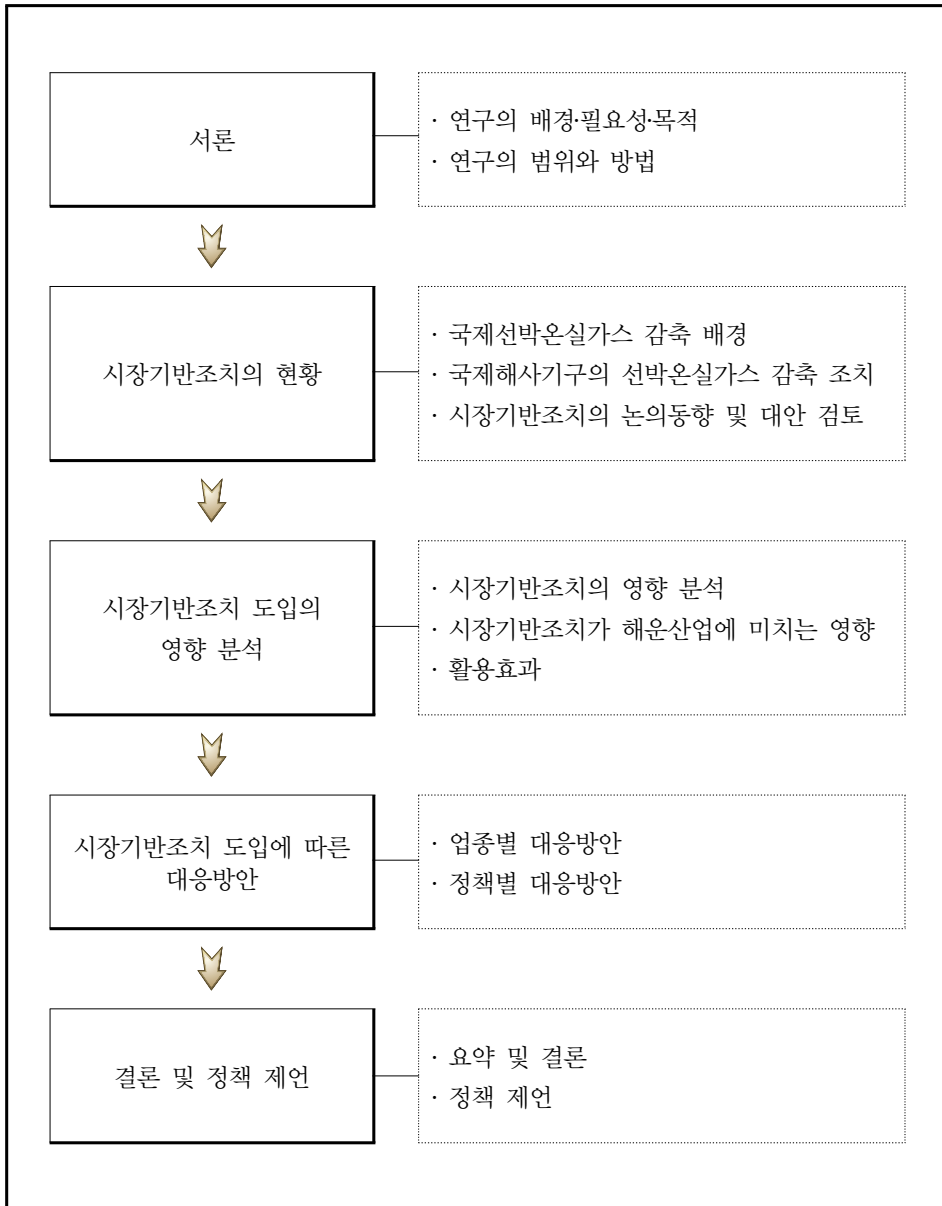 서론
· 연구의 배경·필요성·목적
· 연구의 범위와 방법
시장기반조치의 현황
· 국제선박온실가스 감축 배경
· 국제해사기구의 선박온실가스 감축 조치
· 시장기반조치의 논의동향 및 대안 검토
시장기반조치 도입의
영향 분석
· 시장기반조치의 영향 분석
· 시장기반조치가 해운산업에 미치는 영향
· 활용효과
시장기반조치 도입에 따른
대응방안
· 업종별 대응방안
· 정책별 대응방안
결론 및 정책 제언
· 요약 및 결론
· 정책 제언